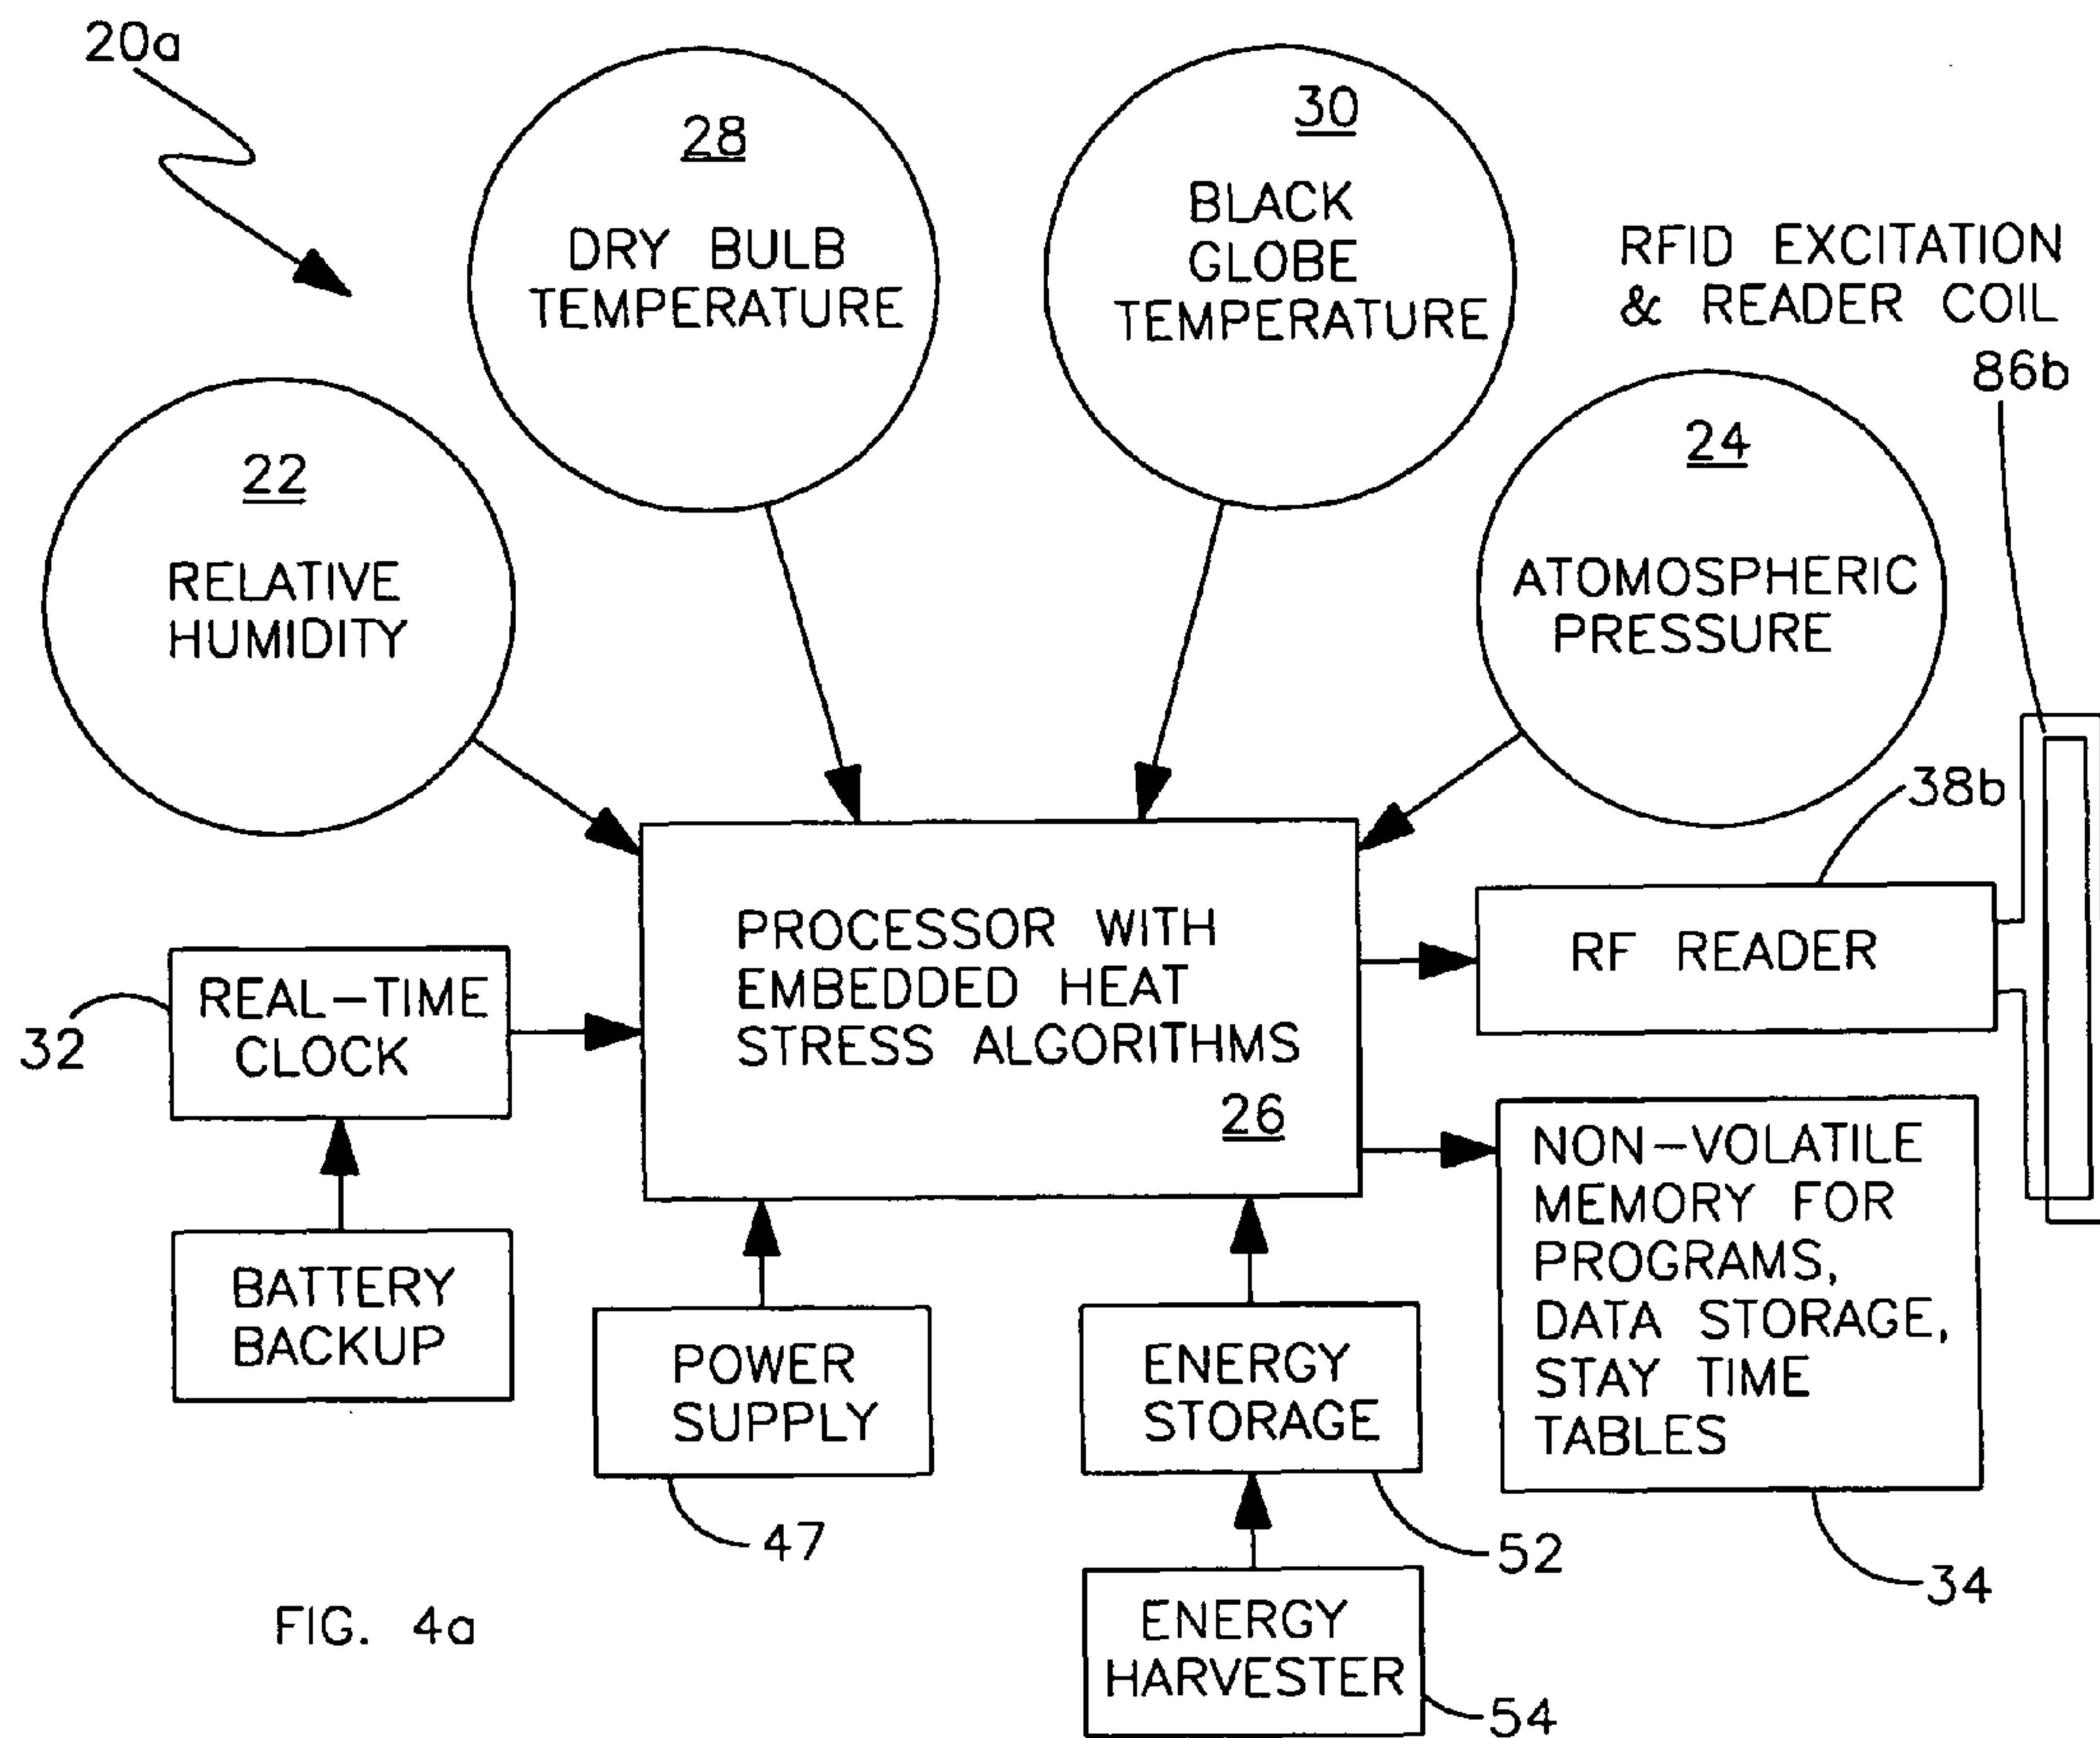 20a
28
DRY BULB
TEMPERATURE
30
BLACK
GLOBE
TEMPERATURE
RFID EXCITATION
& READER COIL
86b
22
RELATIVE
HUMIDITY
24
ATOMOSPHERIC
PRESSURE
38b
PROCESSOR WITH
EMBEDDED HEAT
STRESS ALGORITHMS
26
RF READER
REAL-TIME
CLOCK
32
BATTERY
BACKUP
POWER
SUPPLY
47
ENERGY
STORAGE
52
NON-VOLATILE
MEMORY FOR
PROGRAMS,
DATA STORAGE,
STAY TIME
TABLES
34
ENERGY
HARVESTER
54
FIG. 4a